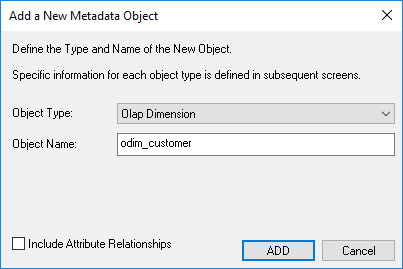 Add a New Metadata Object
Define the Type and Name of the New Object.
Specific information for each object type is defined in subsequent screens.
Object Type: Olap Dimension
Object Name: odim_customer
Include Attribute Relationships ADD Cancel